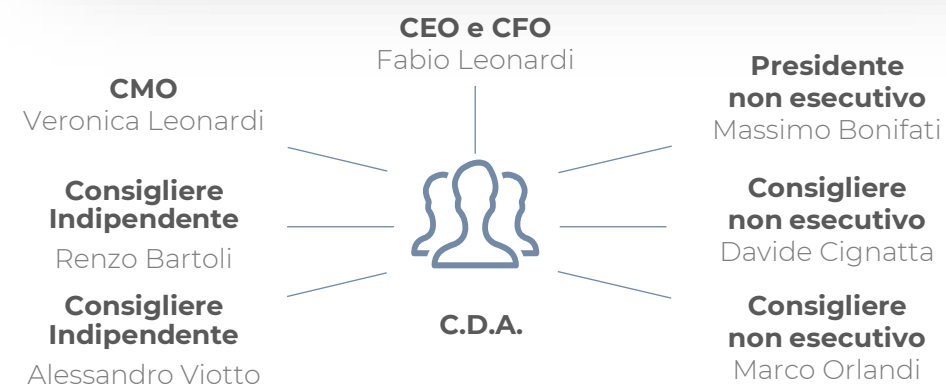 CEO e CFO
Fabio Leonardi
CMO
Veronica Leonardi
Presidente
non esecutivo
Massimo Bonifati
Consigliere
Indipendente
Renzo Bartoli
Consigliere
non esecutivo
Davide Cignatta
Consigliere
Indipendente
Alessandro Viotto
C.D.A.
Consigliere
non esecutivo
Marco Orlandi